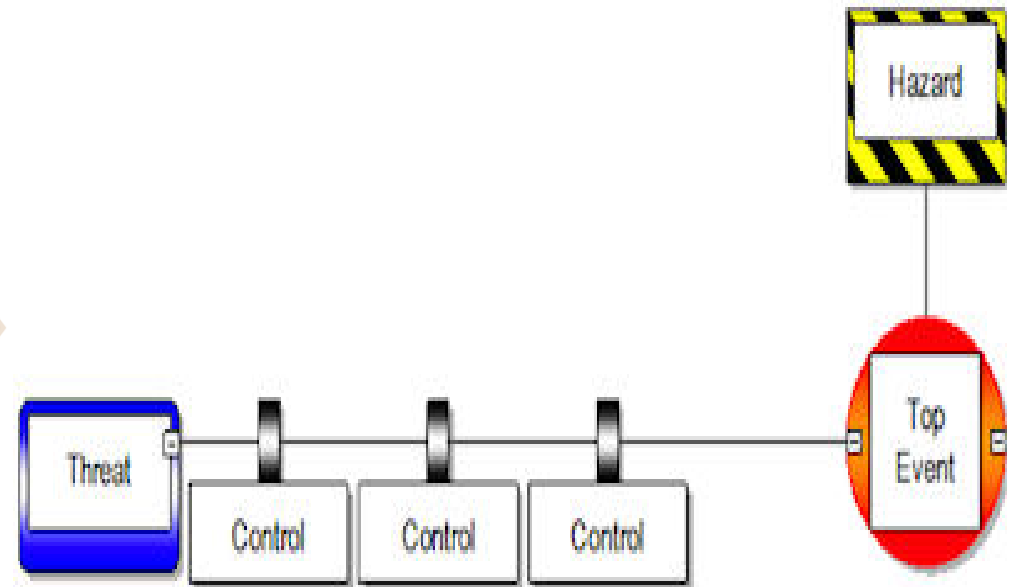 Hazard
Top
Event
Threat
Control
Control
Control